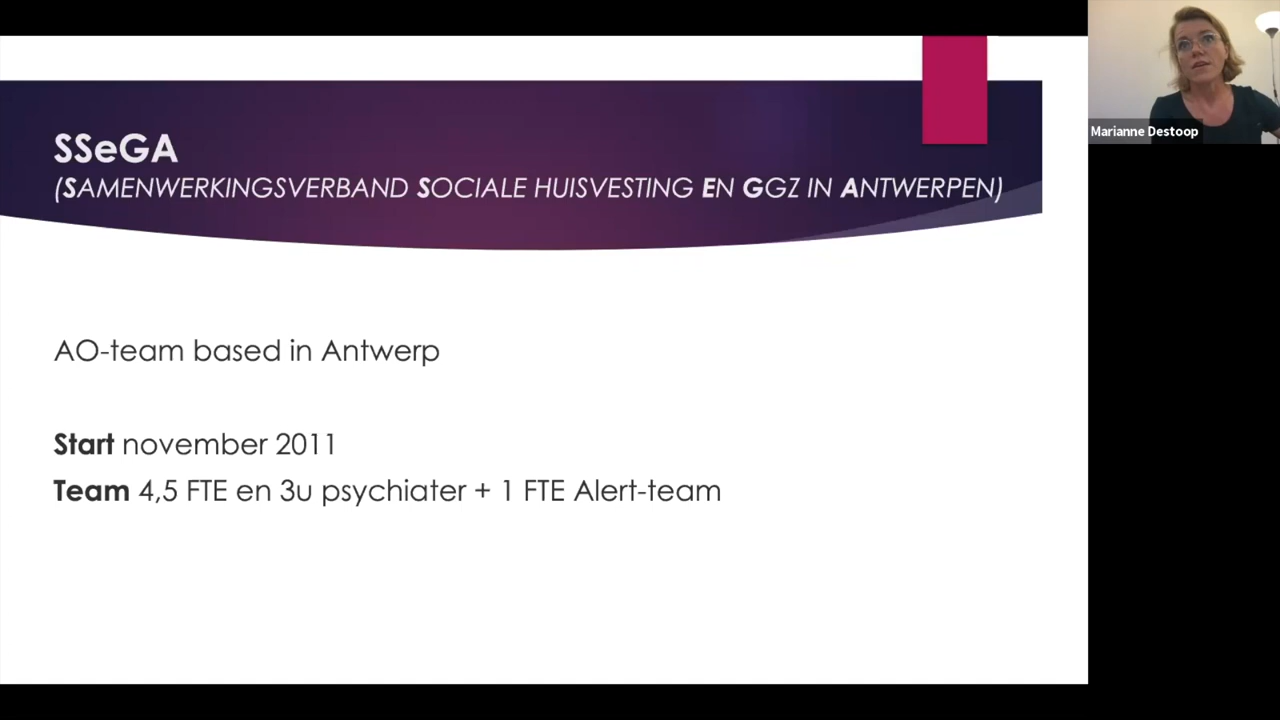 SSeGA
(SAMENWERKINGSVERBAND SOCIALE HUISVESTING EN GGZ IN ANTWERPEN)
AO-team based in Antwerp
Start november 2011
Team 4,5 FTE en 3u psychiater + 1 FTE Alert-team
Marianne Destoop